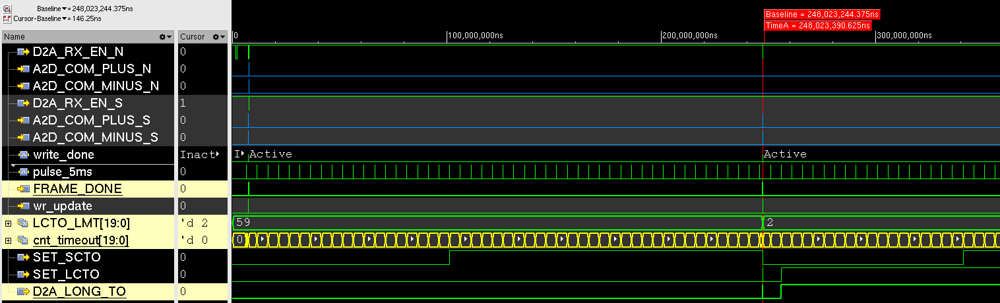 Baseline▾= 248,023,244.375ns
Cursor-Baseline▾= 146.25ns
Baseline = 248,023,244.375ns
TimeA = 248,023,390.625ns
Name Cursor 0 100,000,000ns 200,000,000ns 300,000,000ns
D2A_RX_EN_N 0
A2D_COM_PLUS_N 0
A2D_COM_MINUS_N 0
D2A_RX_EN_S 1
A2D_COM_PLUS_S 0
A2D_COM_MINUS_S 0
write_done Inact I Active Active
pulse_5ms 0
FRAME_DONE 0
wr_update 0
LCTO_LMT[19:0] 'd 2 59 2
cnt_timeout[19:0] 'd 0 0
SET_SCTO 0
SET_LCTO 0
D2A_LONG_TO 0